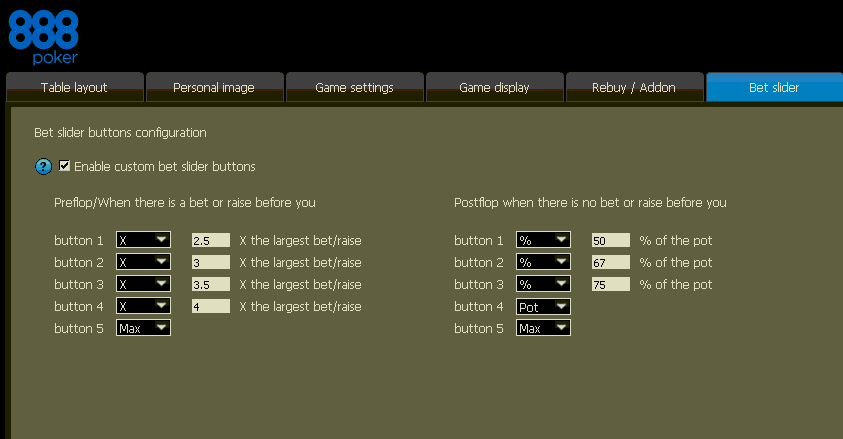 888
poker
Table layout Personal image Game settings Game display Rebuy / Addon Bet slider
Bet slider buttons configuration
? Enable custom bet slider buttons
Preflop/When there is a bet or raise before you
button 1 X 2.5 X the largest bet/raise
button 2 X 3 X the largest bet/raise
button 3 X 3.5 X the largest bet/raise
button 4 X 4 X the largest bet/raise
button 5 Max
Postflop when there is no bet or raise before you
button 1 % 50 % of the pot
button 2 % 67 % of the pot
button 3 % 75 % of the pot
button 4 Pot
button 5 Max